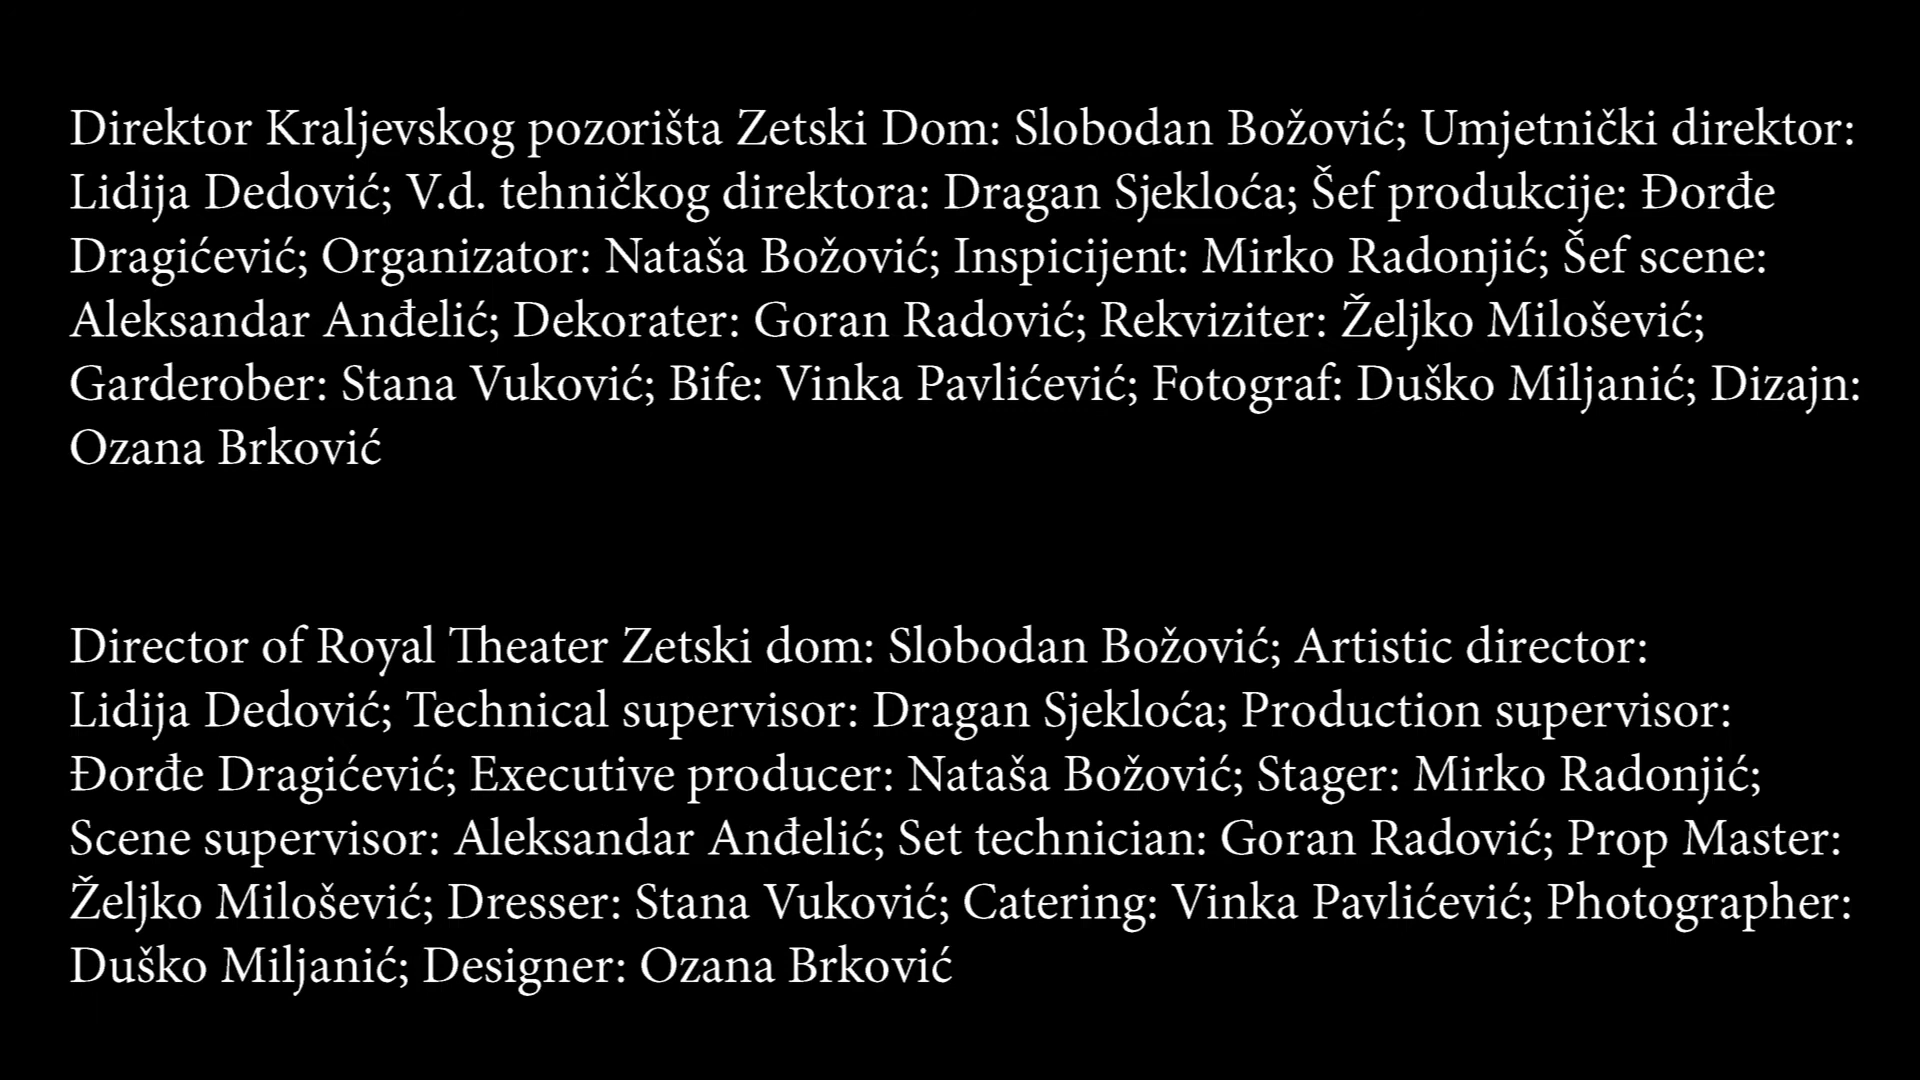 Direktor Kraljevskog pozorišta Zetski Dom: Slobodan Božović; Umjetnički direktor:
Lidija Dedović; V.d. tehničkog direktora: Dragan Sjekloća; Šef produkcije: Đorđe
Dragićević; Organizator: Nataša Božović; Inspicijent: Mirko Radonjić; Šef scene:
Aleksandar Anđelić; Dekorater: Goran Radović; Rekviziter: Željko Milošević;
Garderober: Stana Vuković; Bife: Vinka Pavlićević; Fotograf: Duško Miljanić; Dizajn:
Ozana Brković
Director of Royal Theater Zetski dom: Slobodan Božović; Artistic director:
Lidija Dedović; Technical supervisor: Dragan Sjekloća; Production supervisor:
Đorđe Dragićević; Executive producer: Nataša Božović; Stager: Mirko Radonjić;
Scene supervisor: Aleksandar Anđelić; Set technician: Goran Radović; Prop Master:
Željko Milošević; Dresser: Stana Vuković; Catering: Vinka Pavlićević; Photographer:
Duško Miljanić; Designer: Ozana Brković